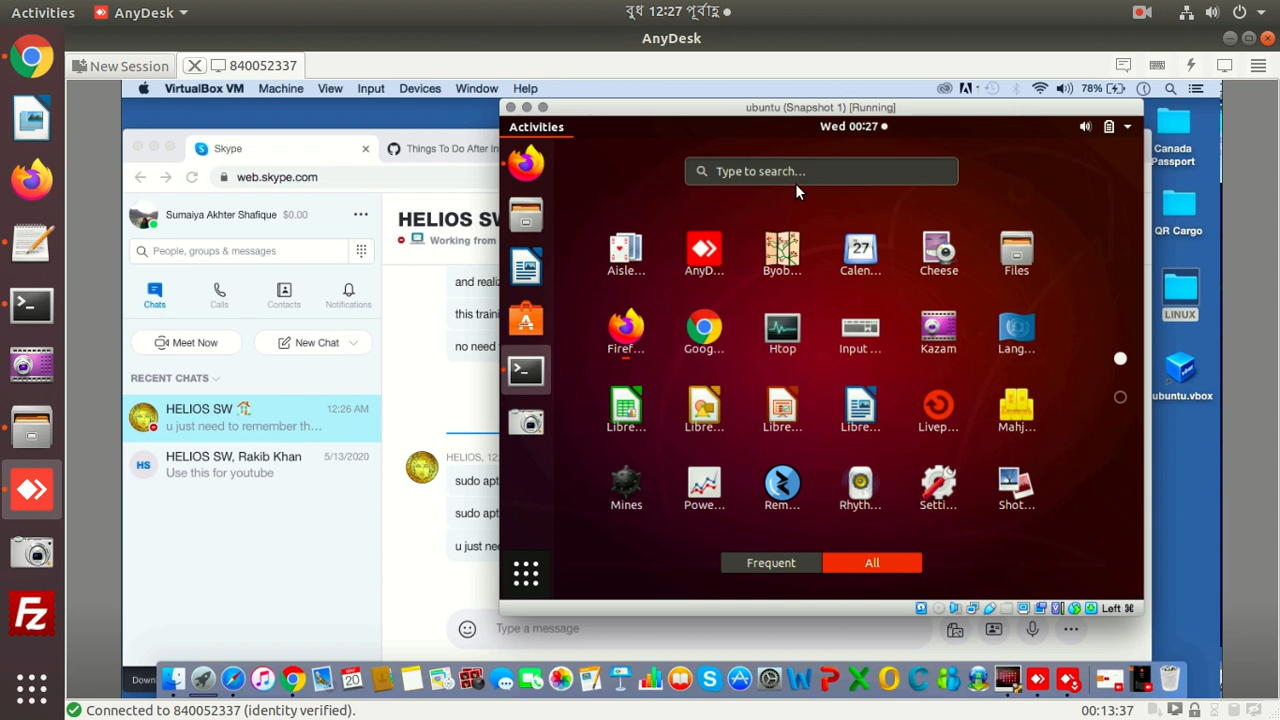 Activities
AnyDesk
বুধ 12:27 পূর্বাহ্ন
AnyDesk
New Session
840052337
VirtualBox VM Machine View Input Devices Window Help
78%
ubuntu (Snapshot 1) [Running]
Activities
Wed 00:27
Type to search...
Skype
Things To Do After In
web.skype.com
Sumaiya Akhter Shafique $0.00
People, groups & messages
Chats
Calls
Contacts
Notifications
Meet Now
New Chat
RECENT CHATS
HELIOS SW
12:26 AM
u just need to remember th...
HS
HELIOS SW, Rakib Khan
5/13/2020
Use this for youtube
HELIOS SW
Working from
and realiz
this traini
no need
HELIOS, 12:
sudo apt
sudo apt
u just nee
Type a message
Aisle...
AnyD...
Byob...
27
Calen...
Cheese
Files
Firef...
Goog...
Htop
Input ...
Kazam
Lang...
Libre...
Libre...
Libre...
Libre...
Livep...
Mahj...
Mines
Powe...
Rem...
Rhyth...
Setti...
Shot...
Frequent
All
Left ⌘
Canada
Passport
QR Cargo
LINUX
ubuntu.vbox
Down
20
Connected to 840052337 (identity verified).
00:13:37